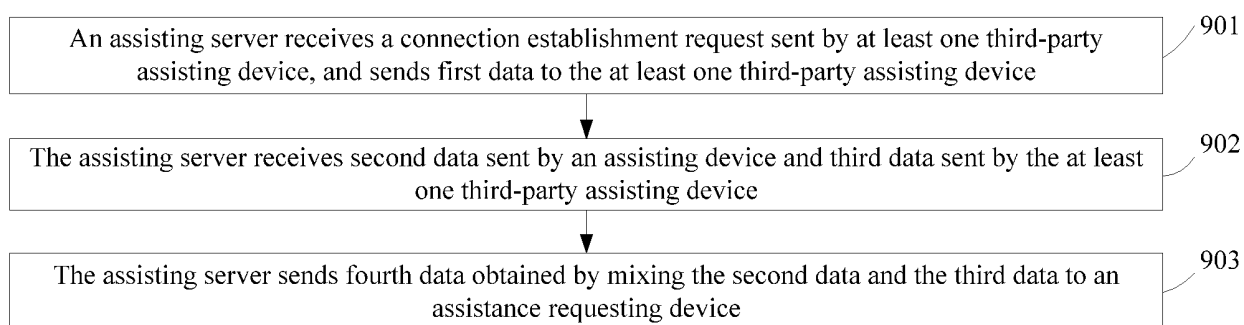 An assisting server receives a connection establishment request sent by at least one third-party
assisting device, and sends first data to the at least one third-party assisting device
901
The assisting server receives second data sent by an assisting device and third data sent by the at least
one third-party assisting device
902
The assisting server sends fourth data obtained by mixing the second data and the third data to an
assistance requesting device
903